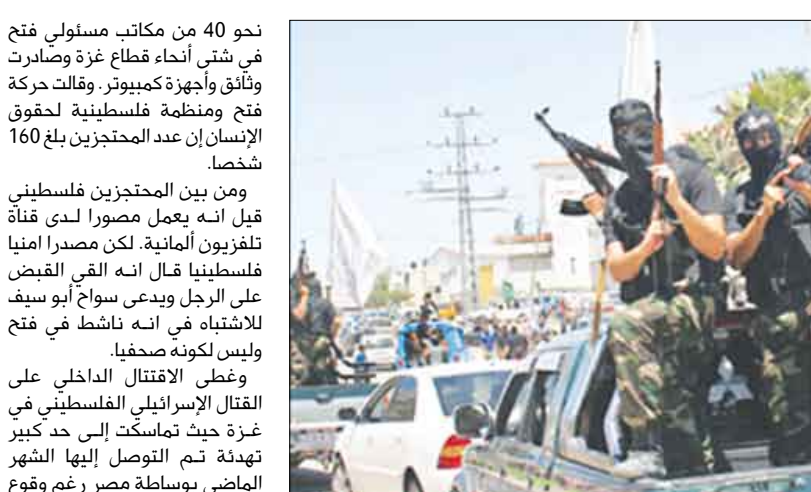 نحو 40 من مكاتب مسئولي فتح
في شتى أنحاء قطاع غزة وصادرت
وثائق وأجهزة كمبيوتر. وقالت حركة
فتح ومنظمة فلسطينية لحقوق
الإنسان إن عدد المحتجزين بلغ 160
شخصا.
ومن بين المحتجزين فلسطيني
قيل انه يعمل مصورا لدى قناة
تلفزيون ألمانية. لكن مصدرا امنيا
فلسطينيا قال انه القي القبض
على الرجل ويدعى سواح أبو سيف
للاشتباه في انه ناشط في فتح
وليس لكونه صحفيا.
وغطى الاقتتال الداخلي على
القتال الإسرائيلي الفلسطيني في
غزة حيث تماسكت إلى حد كبير
تهدئة تم التوصل إليها الشهر
الماضي بوساطة مصر رغم وقوع